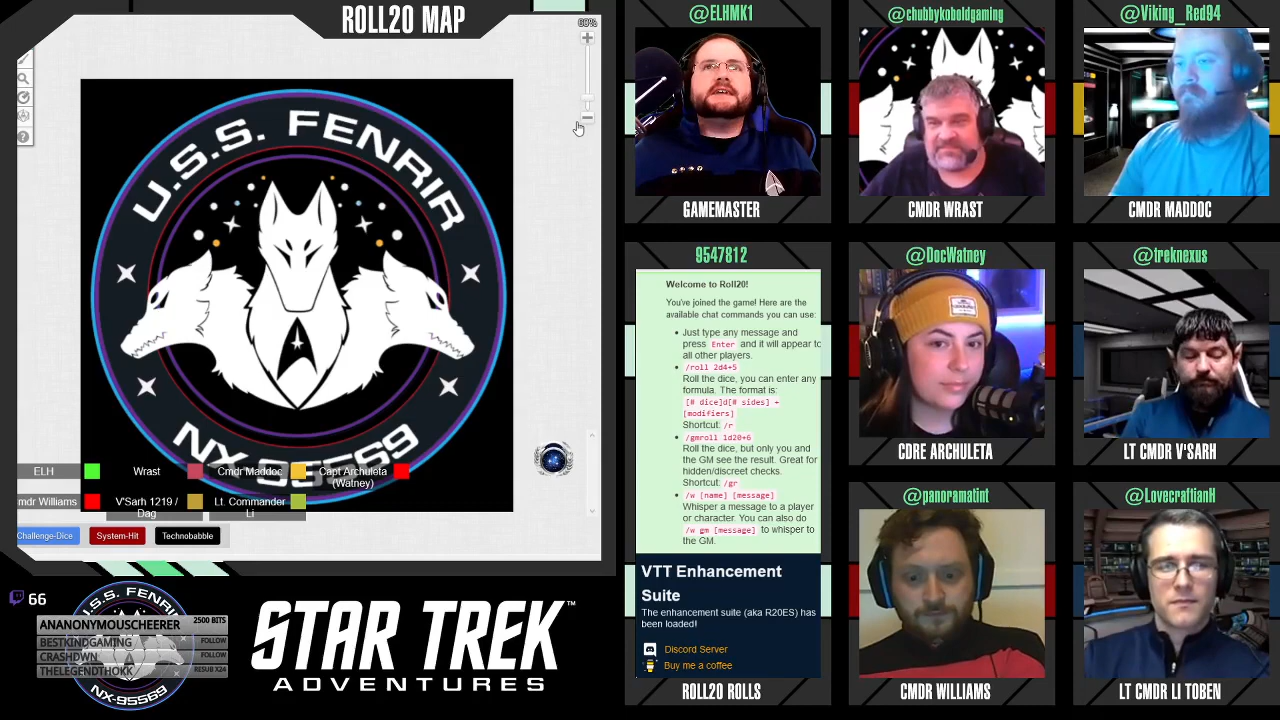 ROLL20 MAP
U.S.S. FENRIR
NX-95569
ELH
Wrast
Cmdr Maddoc
Capt Archuleta
(Watney)
mdr Williams
V'Sarh 1219 /
Dag
Lt. Commander
Li
Challenge-Dice
System-Hit
Technobabble
66
U.S.S. FENRIR
ANANONYMOUSCHEERER 2500 BITS
BESTKINDGAMING FOLLOW
CRASHDWN FOLLOW
THELEGENDTHOKK RESUB X24
NX-95569
STAR TREK™
ADVENTURES
@ELHMK1
GAMEMASTER
@chubbykoboldgaming
CMDR WRAST
@Viking_Red94
CMDR MADDOC
9547812
Welcome to Roll20!
You've joined the game! Here are the
available chat commands you can use:
• Just type any message and
press Enter and it will appear to
all other players.
• /roll 2d4+5
Roll the dice, you can enter any
formula. The format is:
[# dice]d[# sides] +
[modifiers]
Shortcut: /r
• /gmroll 1d20+6
Roll the dice, but only you and
the GM see the result. Great for
hidden/discreet checks.
Shortcut: /gr
• /w [name] [message]
Whisper a message to a player
or character. You can also do
/w gm [message] to whisper to
the GM.
VTT Enhancement
Suite
The enhancement suite (aka R20ES) has
been loaded!
Discord Server
Buy me a coffee
ROLL20 ROLLS
@DocWatney
CDRE ARCHULETA
@treknexus
LT CMDR V'SARH
@panoramatint
CMDR WILLIAMS
@LovecraftianH
LT CMDR LI TOBEN